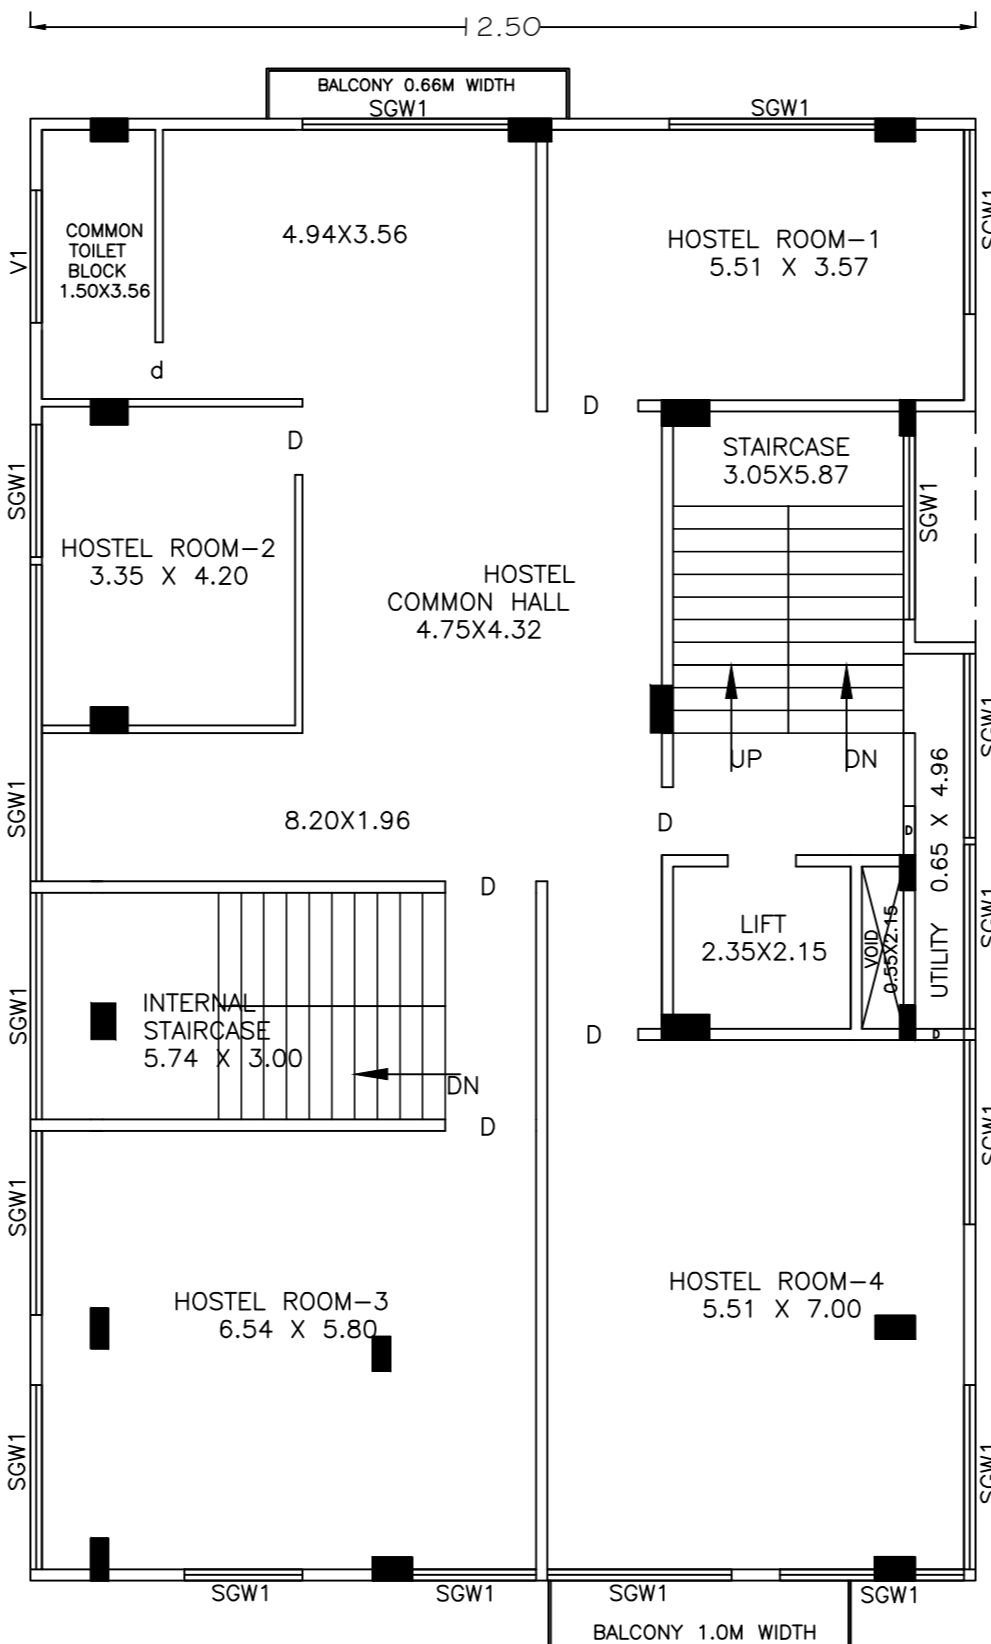 12.50
BALCONY 0.66M WIDTH
SGW1
SGW1
SGW1
V1
COMMON
TOILET
BLOCK
1.50X3.56
4.94X3.56
HOSTEL ROOM-1
5.51 X 3.57
d
D
D
STAIRCASE
3.05X5.87
SGW1
SGW1
HOSTEL ROOM-2
3.35 X 4.20
HOSTEL
COMMON HALL
4.75X4.32
UP
DN
SGW1
SGW1
8.20X1.96
D
D
UTILITY 0.65 X 4.96
D
LIFT
2.35X2.15
VOID
0.55X2.15
SGW1
SGW1
INTERNAL
STAIRCASE
5.74 X 3.00
D
D
DN
D
SGW1
SGW1
HOSTEL ROOM-3
6.54 X 5.80
HOSTEL ROOM-4
5.51 X 7.00
SGW1
SGW1
SGW1
SGW1
SGW1
SGW1
BALCONY 1.0M WIDTH